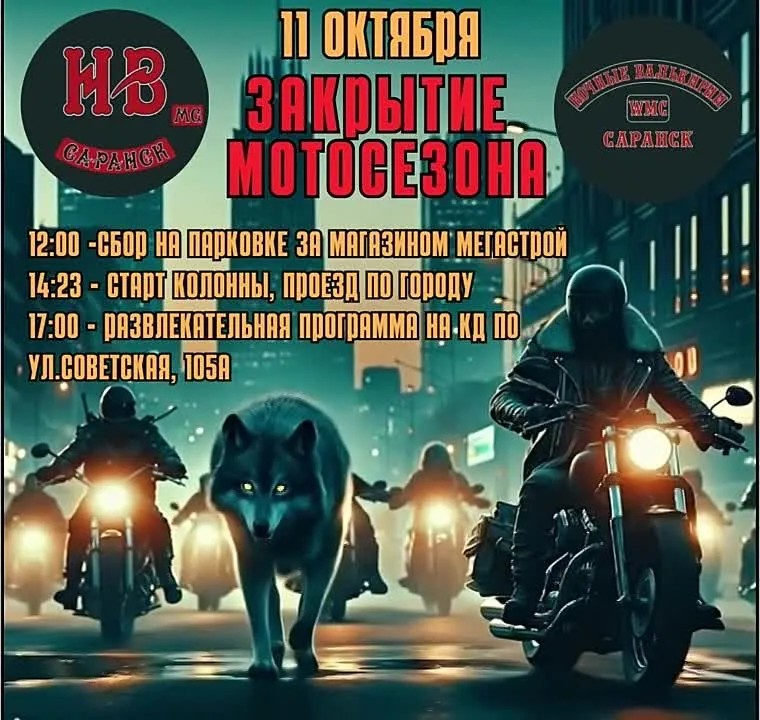 НВ
MG
САРАНСК
11 ОКТЯБРЯ
ЗАКРЫТИЕ
МОТОСЕЗОНА
НОЧНЫЕ ВАЛЬКИРИИ
WMC
САРАНСК
12:00 -СБОР НА ПАРКОВКЕ ЗА МАГАЗИНОМ МЕГАСТРОЙ
14:23 - СТАРТ КОЛОННЫ, ПРОЕЗД ПО ГОРОДУ
17:00 - РАЗВЛЕКАТЕЛЬНАЯ ПРОГРАММА НА КД ПО
УЛ.СОВЕТСКАЯ, 105А